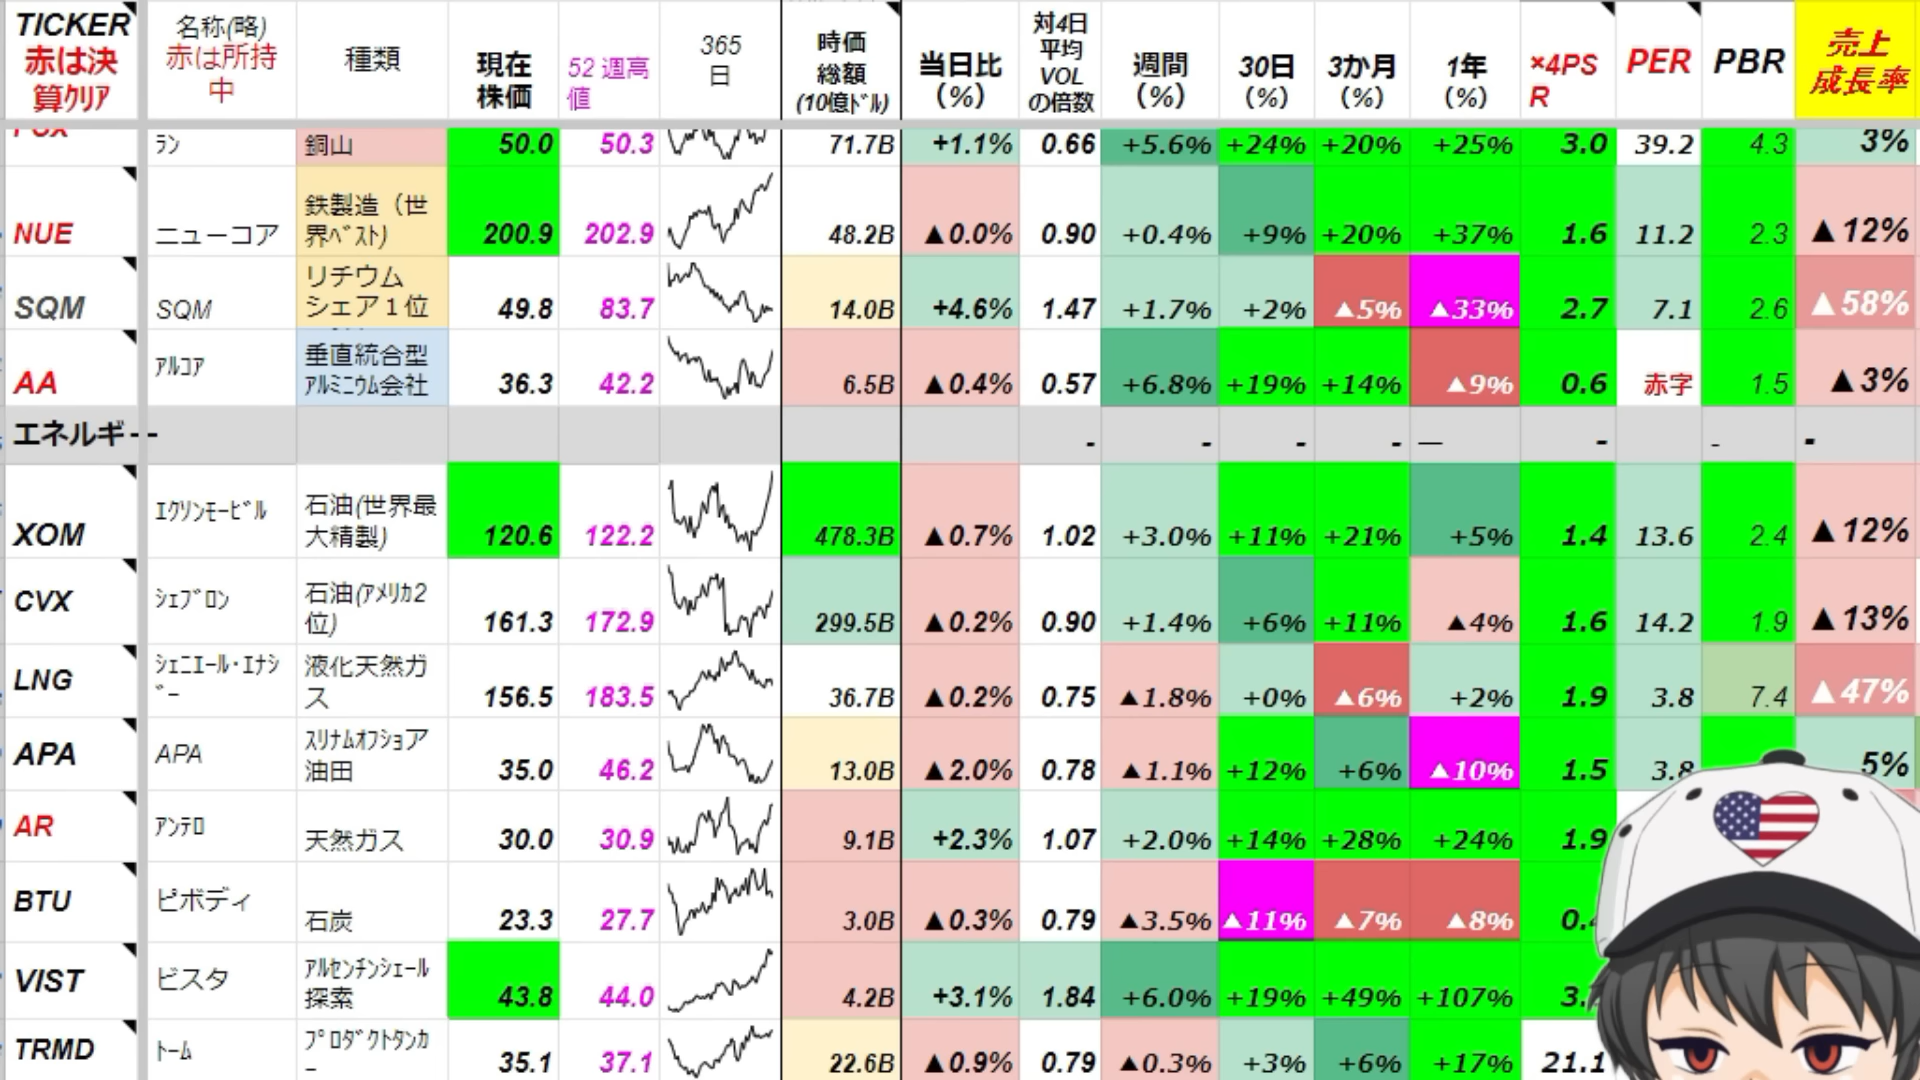 TICKER 赤は決算ｸﾘｱ 名称(略) 赤は所持中 種類 現在株価 52 週高値 365日 時価総額 (10億ﾄﾞﾙ) 当日比 (%) 対4日平均VOLの倍数 週間 (%) 30日 (%) 3か月 (%) 1年 (%) ×4PSR PER PBR 売上成長率
ﾗﾝ 銅山 50.0 50.3 71.7B +1.1% 0.66 +5.6% +24% +20% +25% 3.0 39.2 4.3 3%
NUE ニューコア 鉄製造（世界ﾍﾞｽﾄ) 200.9 202.9 48.2B ▲0.0% 0.90 +0.4% +9% +20% +37% 1.6 11.2 2.3 ▲12%
SQM SQM リチウムシェア１位 49.8 83.7 14.0B +4.6% 1.47 +1.7% +2% ▲5% ▲33% 2.7 7.1 2.6 ▲58%
AA ｱﾙｺｱ 垂直統合型ｱﾙﾐﾆｳﾑ会社 36.3 42.2 6.5B ▲0.4% 0.57 +6.8% +19% +14% ▲9% 0.6 赤字 1.5 ▲3%
エネルギ-- - - - - — - - -
XOM ｴｸｿﾝﾓｰﾋﾞﾙ 石油(世界最大精製) 120.6 122.2 478.3B ▲0.7% 1.02 +3.0% +11% +21% +5% 1.4 13.6 2.4 ▲12%
CVX ｼｪﾌﾞﾛﾝ 石油(ｱﾒﾘｶ2位) 161.3 172.9 299.5B ▲0.2% 0.90 +1.4% +6% +11% ▲4% 1.6 14.2 1.9 ▲13%
LNG ｼｪﾆｴｰﾙ･ｴﾅｼﾞｰ 液化天然ガス 156.5 183.5 36.7B ▲0.2% 0.75 ▲1.8% +0% ▲6% +2% 1.9 3.8 7.4 ▲47%
APA APA ｽﾘﾅﾑｵﾌｼｮア油田 35.0 46.2 13.0B ▲2.0% 0.78 ▲1.1% +12% +6% ▲10% 1.5 3.8 5%
AR ｱﾝﾃﾛ 天然ガス 30.0 30.9 9.1B +2.3% 1.07 +2.0% +14% +28% +24% 1.9
BTU ピボディ 石炭 23.3 27.7 3.0B ▲0.3% 0.79 ▲3.5% ▲11% ▲7% ▲8%
VIST ビスタ ｱﾙｾﾝﾁﾝｼｪｰﾙ探索 43.8 44.0 4.2B +3.1% 1.84 +6.0% +19% +49% +107%
TRMD ﾄｰﾑ ﾌﾟﾛﾀﾞｸﾄﾀﾝｶｰ 35.1 37.1 22.6B ▲0.9% 0.79 ▲0.3% +3% +6% +17% 21.1